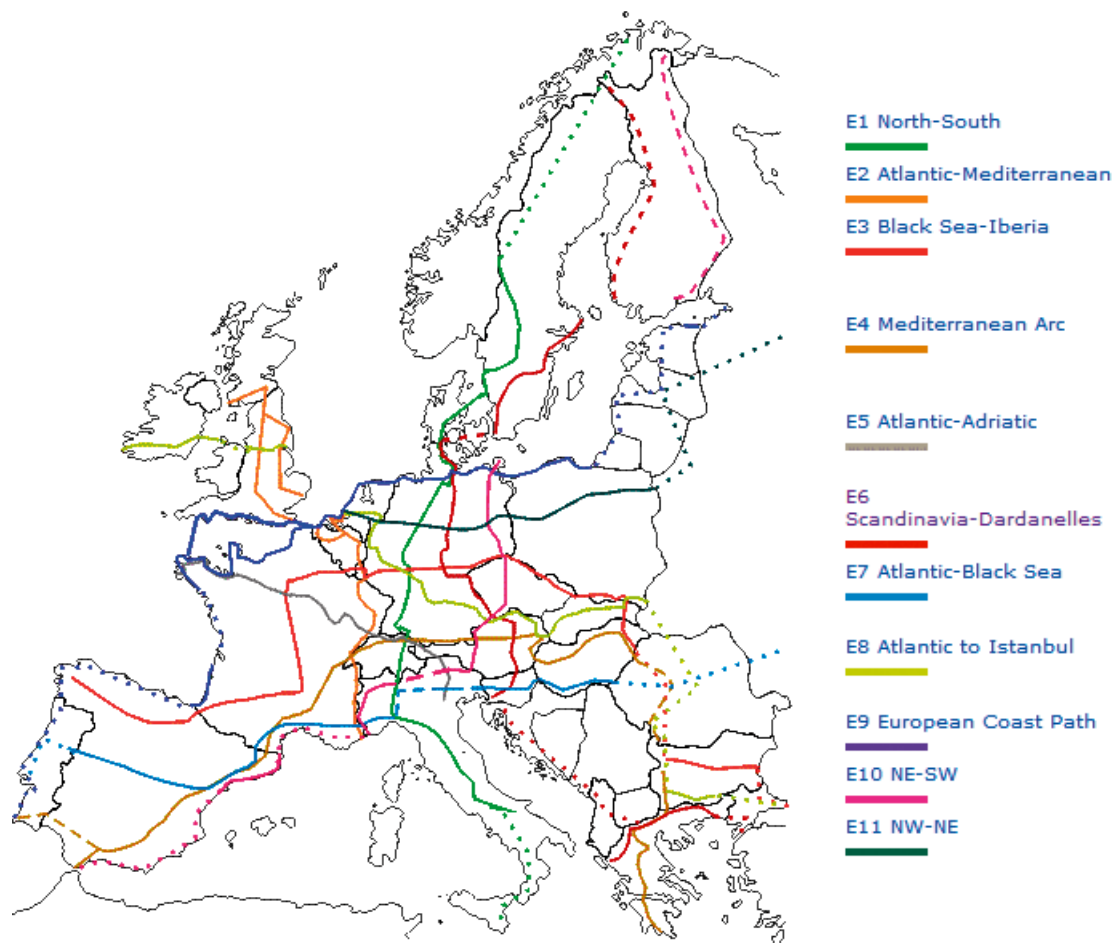 E1 North-South
E2 Atlantic-Mediterranean
E3 Black Sea-Iberia
E4 Mediterranean Arc
E5 Atlantic-Adriatic
E6
Scandinavia-Dardanelles
E7 Atlantic-Black Sea
E8 Atlantic to Istanbul
E9 European Coast Path
E10 NE-SW
E11 NW-NE